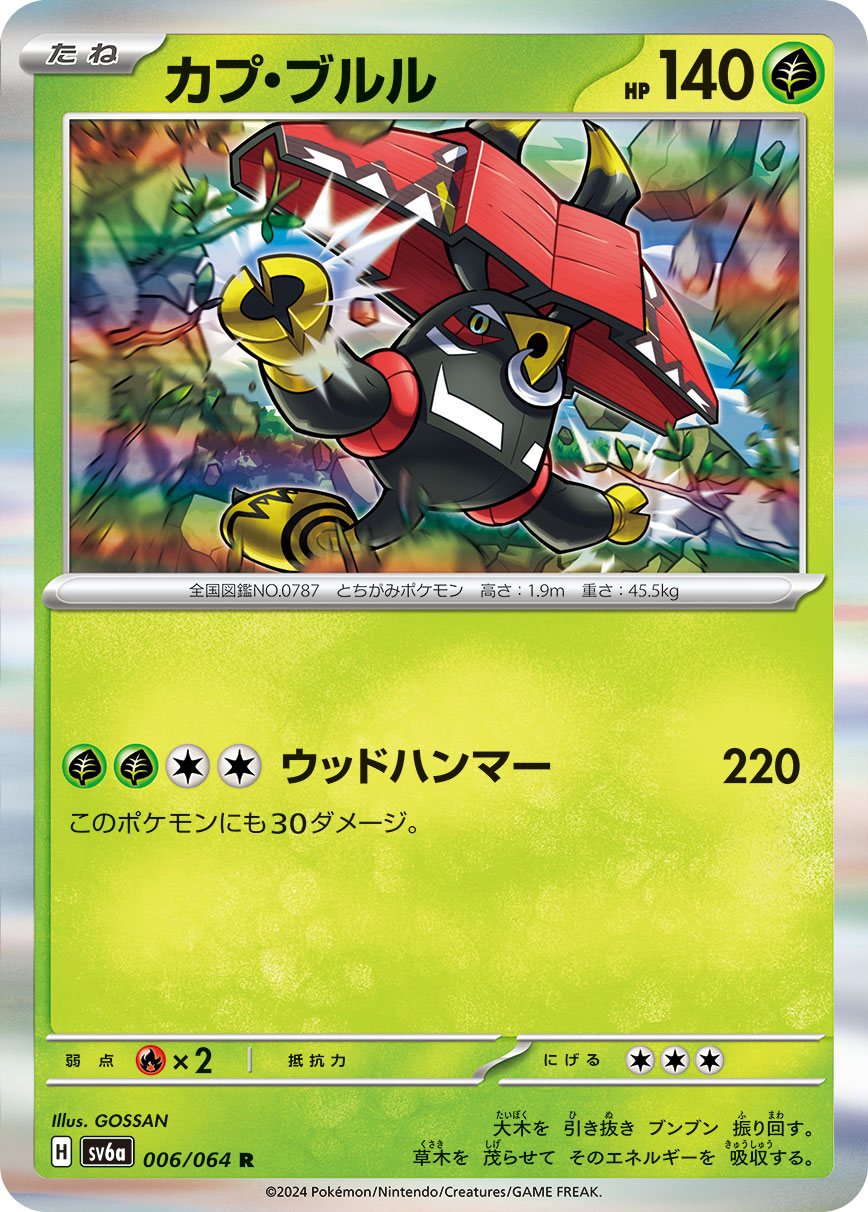 たね カプ・ブルル HP 140
全国図鑑NO.0787 とちがみポケモン 高さ:1.9m 重さ:45.5kg
ウッドハンマー 220
このポケモンにも30ダメージ。
弱点 ×2 抵抗力 にげる
Illus. GOSSAN
大木を 引き抜き ブンブン 振り回す。
草木を 茂らせて そのエネルギーを 吸収する。
H sv6a 006/064 R
©2024 Pokémon/Nintendo/Creatures/GAME FREAK.